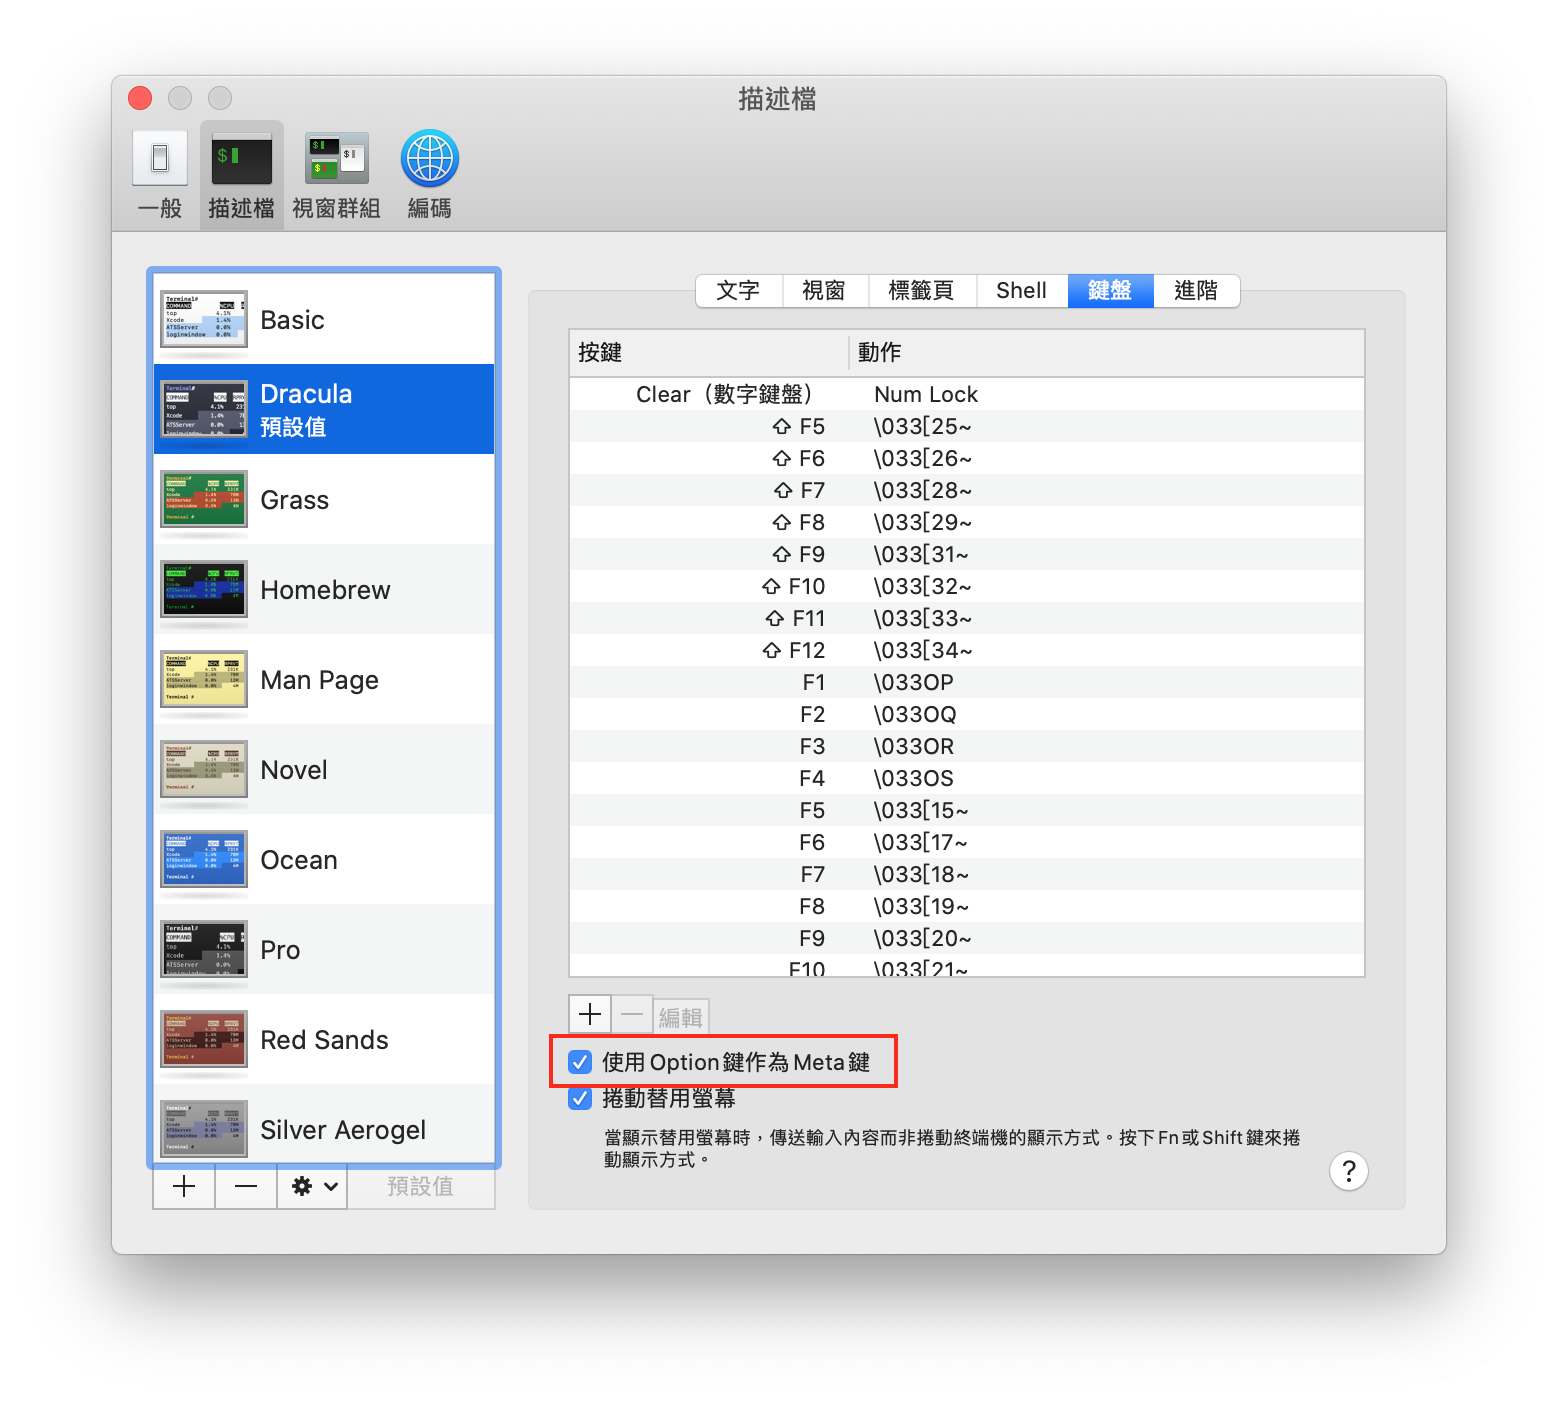 描述檔
一般
描述檔
視窗群組
編碼
Basic
Dracula
預設值
Grass
Homebrew
Man Page
Novel
Ocean
Pro
Red Sands
Silver Aerogel
預設值
文字
視窗
標籤頁
Shell
鍵盤
進階
按鍵 動作
Clear（數字鍵盤） Num Lock
⇧ F5 \033[25~
⇧ F6 \033[26~
⇧ F7 \033[28~
⇧ F8 \033[29~
⇧ F9 \033[31~
⇧ F10 \033[32~
⇧ F11 \033[33~
⇧ F12 \033[34~
F1 \033OP
F2 \033OQ
F3 \033OR
F4 \033OS
F5 \033[15~
F6 \033[17~
F7 \033[18~
F8 \033[19~
F9 \033[20~
F10 \033[21~
編輯
使用 Option 鍵作為 Meta 鍵
捲動替用螢幕
當顯示替用螢幕時，傳送輸入內容而非捲動終端機的顯示方式。按下 Fn 或 Shift 鍵來捲
動顯示方式。
?